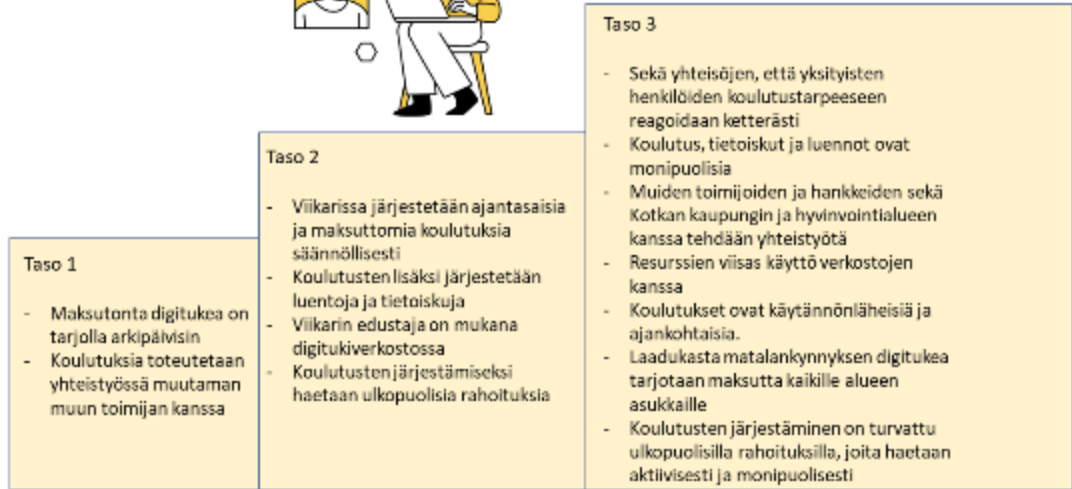 Taso 1
- Maksutonta digitukea on
tarjolla arkipäivisin
- Koulutuksia toteutetaan
yhteistyössä muutaman
muun toimijan kanssa
Taso 2
- Viikarissa järjestetään ajantasaisia
ja maksuttomia koulutuksia
säännöllisesti
- Koulutusten lisäksi järjestetään
luentoja ja tietoiskuja
- Viikarin edustaja on mukana
digitukiverkostossa
- Koulutusten järjestämiseksi
haetaan ulkopuolisia rahoituksia
Taso 3
- Sekä yhteisöjen, että yksityisten
henkilöiden koulutustarpeeseen
reagoidaan ketterästi
- Koulutus, tietoiskut ja luennot ovat
monipuolisia
- Muiden toimijoiden ja hankkeiden sekä
Kotkan kaupungin ja hyvinvointialueen
kanssa tehdään yhteistyötä
- Resurssien viisas käyttö verkostojen
kanssa
- Koulutukset ovat käytännönläheisiä ja
ajankohtaisia.
- Laadukasta matalankynnyksen digitukea
tarjotaan maksutta kaikille alueen
asukkaille
- Koulutusten järjestäminen on turvattu
ulkopuolisilla rahoituksilla, joita haetaan
aktiivisesti ja monipuolisesti